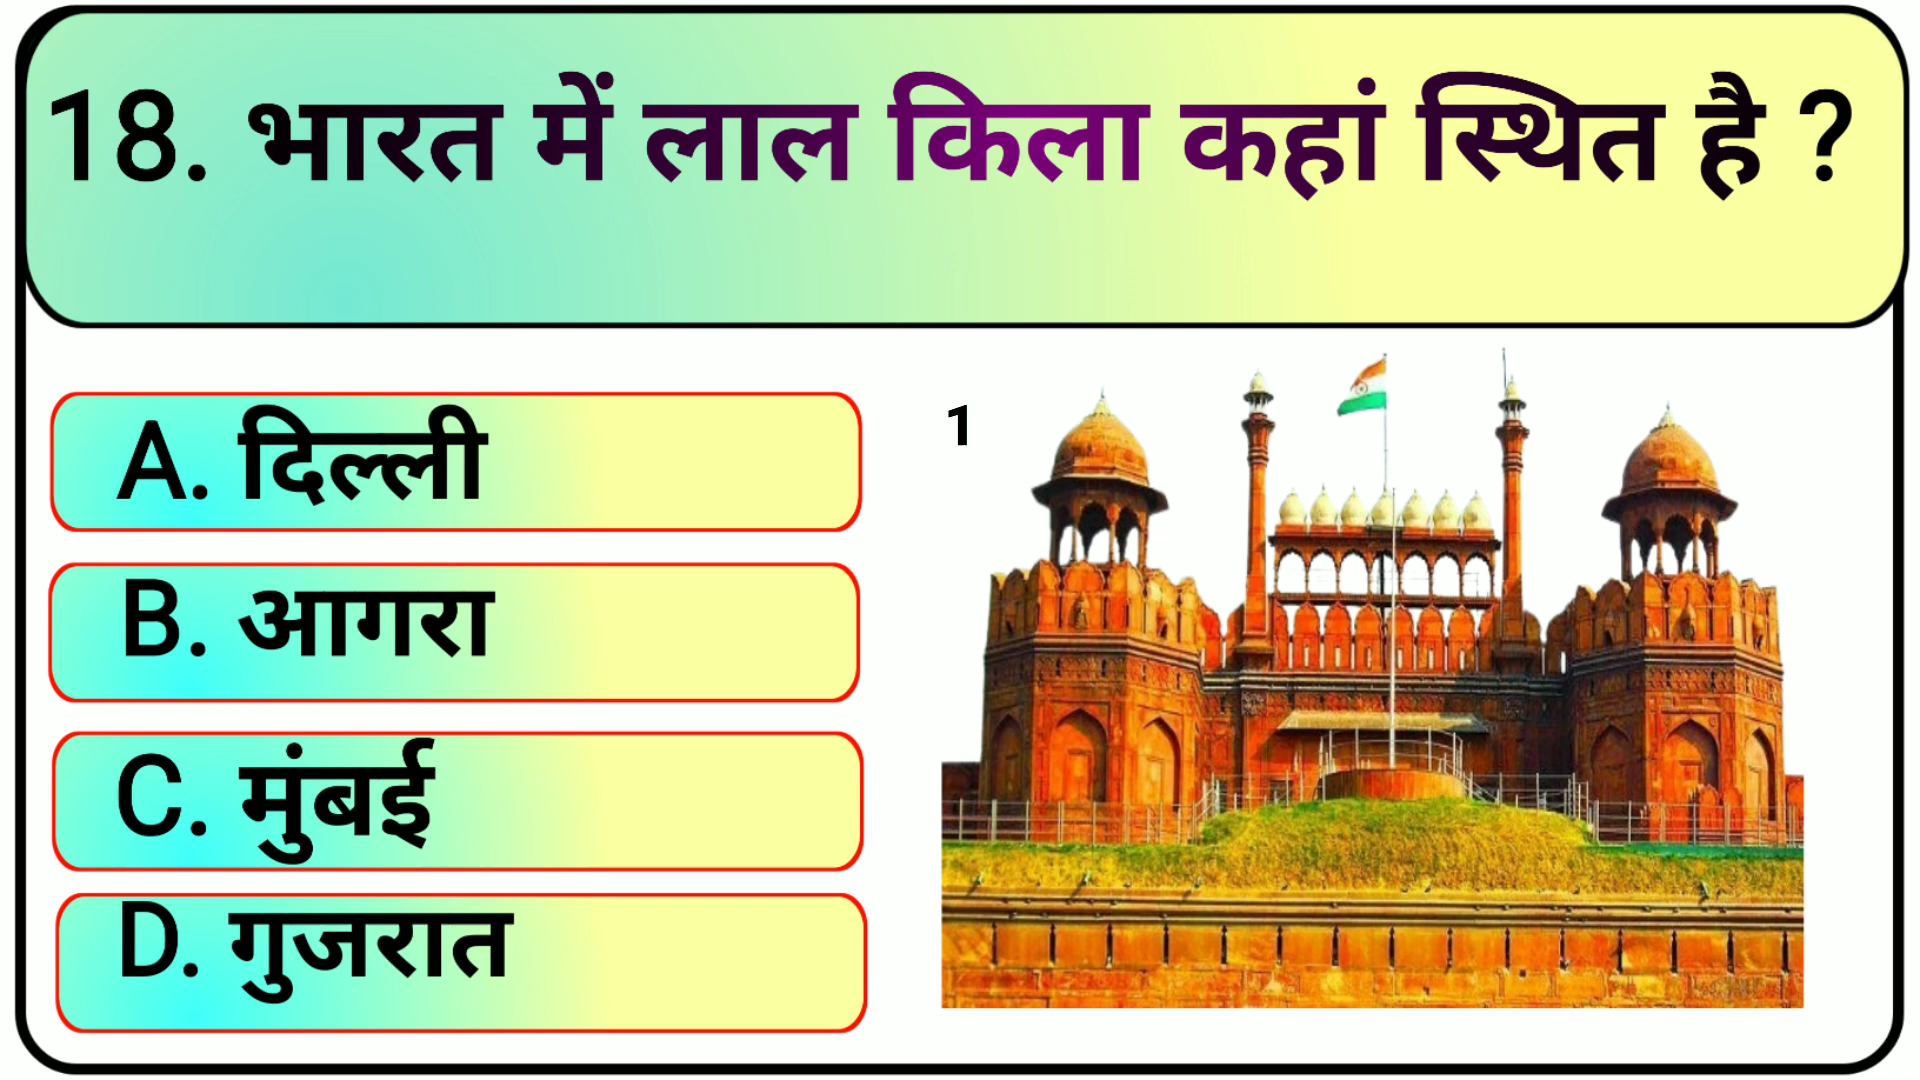 18. भारत में लाल किला कहां स्थित है ?
A. दिल्ली
1
B. आगरा
C. मुंबई
D. गुजरात